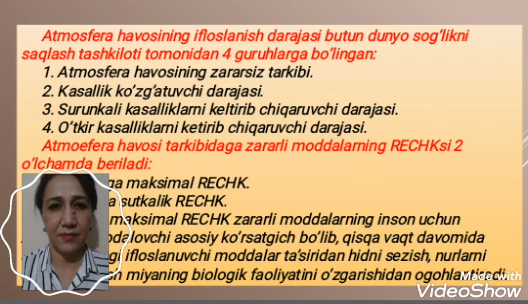 Atmosfera havosining ifloslanish darajasi butun dunyo sog'likni
saqlash tashkiloti tomonidan 4 guruhlarga bo'lingan:
1. Atmosfera havosining zararsiz tarkibi.
2. Kasallik ko'zg'atuvchi darajasi.
3. Surunkali kasalliklarni keltirib chiqaruvchi darajasi.
4. O'tkir kasalliklarni ketirib chiqaruvchi darajasi.
Atmoefera havosi tarkibidaga zararli moddalarning RECHKsi 2
o'lchamda beriladi:
maksimal RECHK.
sutkalik RECHK.
maksimal RECHK zararli moddalarning inson uchun
asosiy ko'rsatgich bo'lib, qisqa vaqt davomida
ifloslanuvchi moddalar ta'siridan hidni sezish, nurlarni
miyaning biologik faoliyatini o'zgarishidan ogohlantiradi
Made with
VideoShow